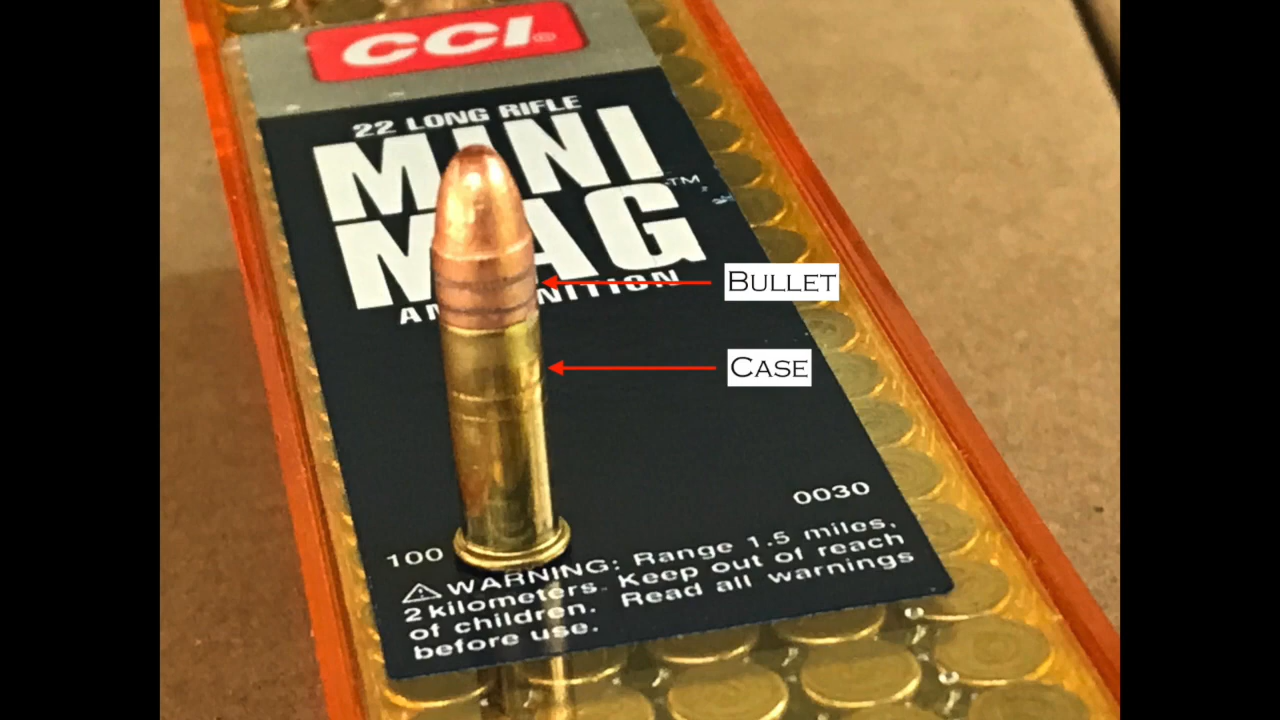 CCI
22 LONG RIFLE
MINI
MAG™
BULLET
CASE
0030
100
WARNING: Range 1.5 miles,
2 kilometers. Keep out of reach
of children. Read all warnings
before use.